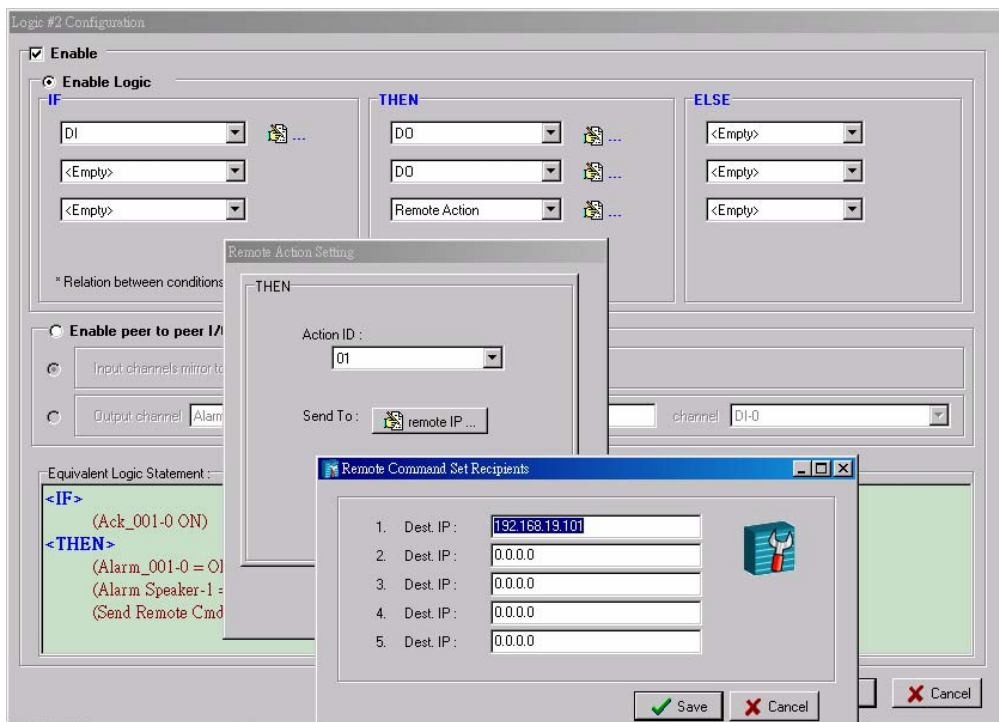 Logic #2 Configuration
Enable
Enable Logic
IF
THEN
ELSE
DI
...
DO
...
<Empty>
<Empty>
DO
...
<Empty>
<Empty>
Remote Action
...
<Empty>
* Relation between conditions
Remote Action Setting
THEN
Action ID :
01
Send To :
remote IP ...
Enable peer to peer I/
Input channels mirror to
Output channel
Alarm
channel
DI-0
Equivalent Logic Statement :
<IF>
(Ack_001-0 ON)
<THEN>
(Alarm_001-0 =
(Alarm Speaker-1 =
(Send Remote Cmd
Remote Command Set Recipients
1. Dest. IP : 192.168.19.101
2. Dest. IP : 0.0.0.0
3. Dest. IP : 0.0.0.0
4. Dest. IP : 0.0.0.0
5. Dest. IP : 0.0.0.0
Save
Cancel
Cancel